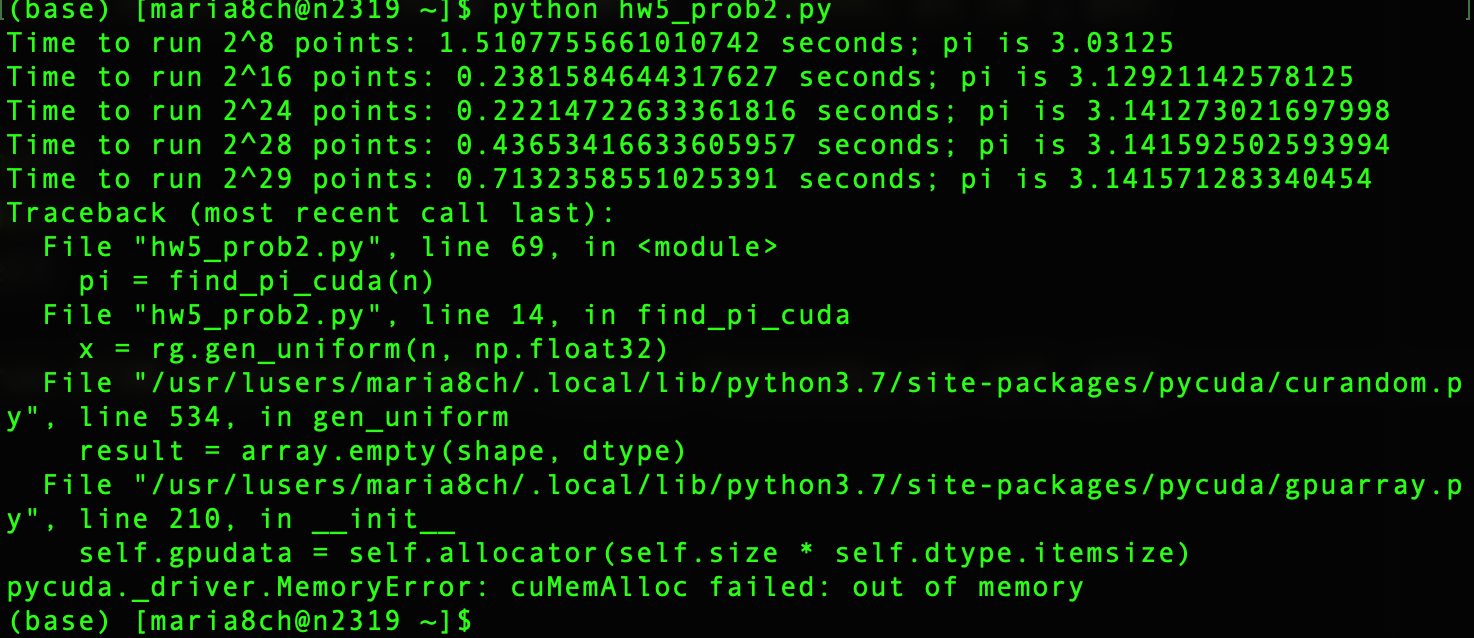 (base) [maria8ch@n2319 ~]$ python hw5_prob2.py
Time to run 2^8 points: 1.5107755661010742 seconds; pi is 3.03125
Time to run 2^16 points: 0.2381584644317627 seconds; pi is 3.12921142578125
Time to run 2^24 points: 0.22214722633361816 seconds; pi is 3.141273021697998
Time to run 2^28 points: 0.43653416633605957 seconds; pi is 3.141592502593994
Time to run 2^29 points: 0.7132358551025391 seconds; pi is 3.141571283340454
Traceback (most recent call last):
  File "hw5_prob2.py", line 69, in <module>
    pi = find_pi_cuda(n)
  File "hw5_prob2.py", line 14, in find_pi_cuda
    x = rg.gen_uniform(n, np.float32)
  File "/usr/lusers/maria8ch/.local/lib/python3.7/site-packages/pycuda/curandom.p
y", line 534, in gen_uniform
    result = array.empty(shape, dtype)
  File "/usr/lusers/maria8ch/.local/lib/python3.7/site-packages/pycuda/gpuarray.p
y", line 210, in __init__
    self.gpudata = self.allocator(self.size * self.dtype.itemsize)
pycuda._driver.MemoryError: cuMemAlloc failed: out of memory
(base) [maria8ch@n2319 ~]$